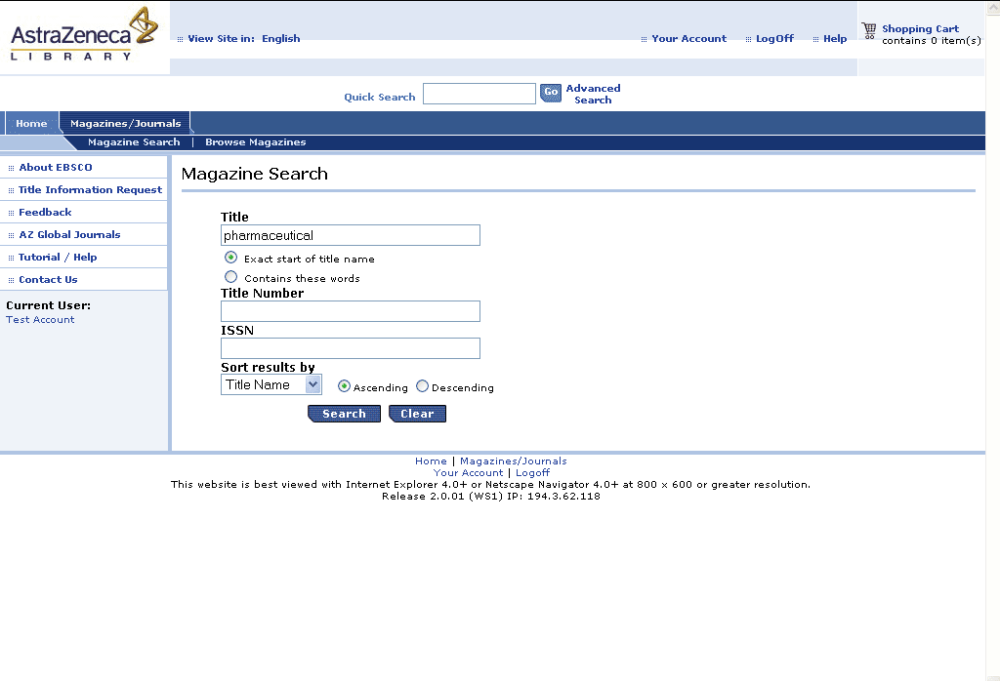 AstraZeneca
LIBRARY
View Site in: English
Your Account
LogOff
Help
Shopping Cart
contains 0 item(s)
Quick Search
Go
Advanced
Search
Home
Magazines/Journals
Magazine Search | Browse Magazines
About EBSCO
Title Information Request
Feedback
AZ Global Journals
Tutorial / Help
Contact Us
Current User:
Test Account
Magazine Search
Title
pharmaceutical
Exact start of title name
Contains these words
Title Number
ISSN
Sort results by
Title Name
Ascending
Descending
Search
Clear
Home | Magazines/Journals
Your Account | Logoff
This website is best viewed with Internet Explorer 4.0+ or Netscape Navigator 4.0+ at 800 x 600 or greater resolution.
Release 2.0.01 (WS1) IP: 194.3.62.118